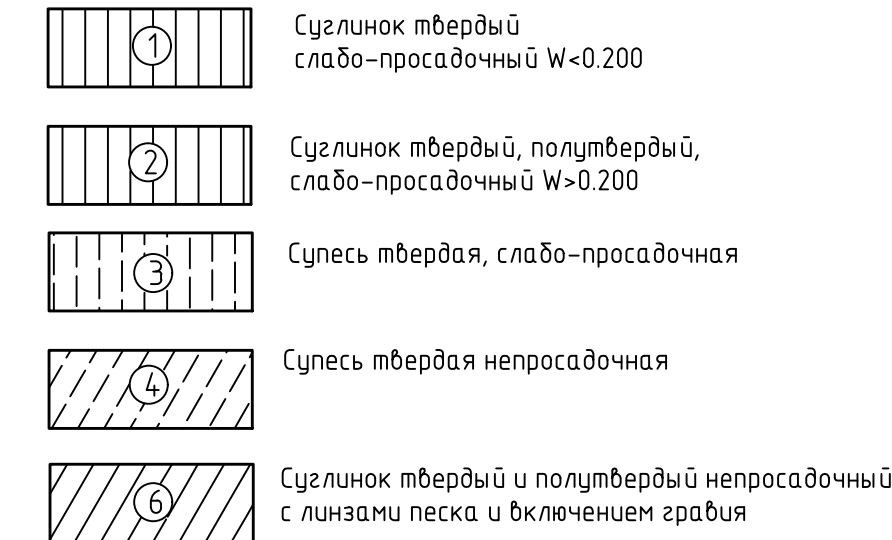 1
Суглинок твердый
слабо-просадочный W<0.200
2
Суглинок твердый, полутвердый,
слабо-просадочный W>0.200
3
Супесь твердая, слабо-просадочная
4
Супесь твердая непросадочная
6
Суглинок твердый и полутвердый непросадочный
с линзами песка и включением гравия